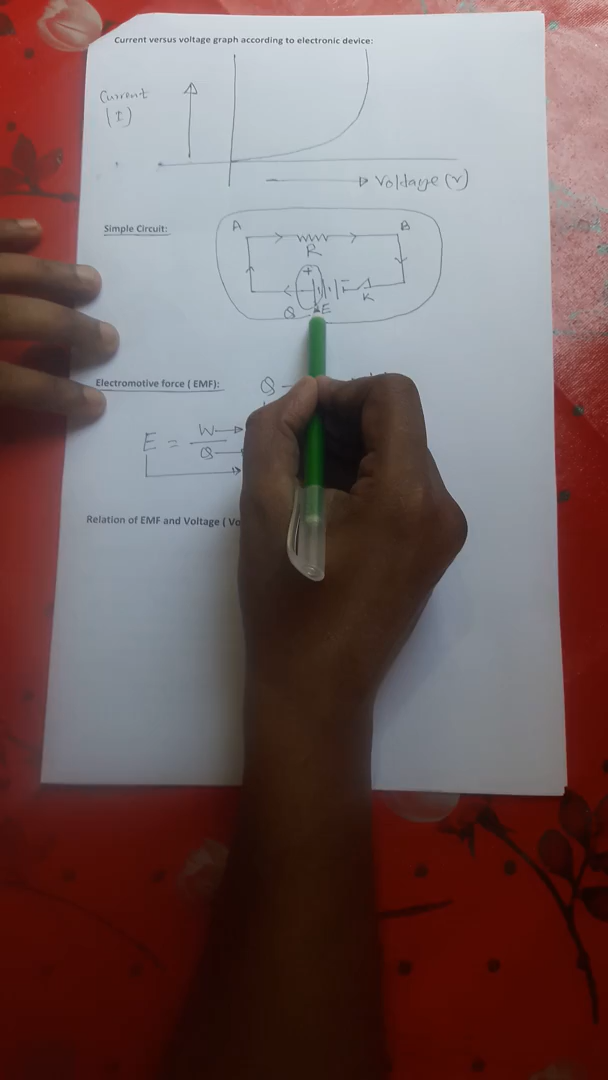 Current versus voltage graph according to electronic device:
Current
(I)
Voltage (V)
Simple Circuit:
A
B
R
+
-
K
Q
E
Electromotive force ( EMF):
Q
E = W
Q
Relation of EMF and Voltage ( Vo